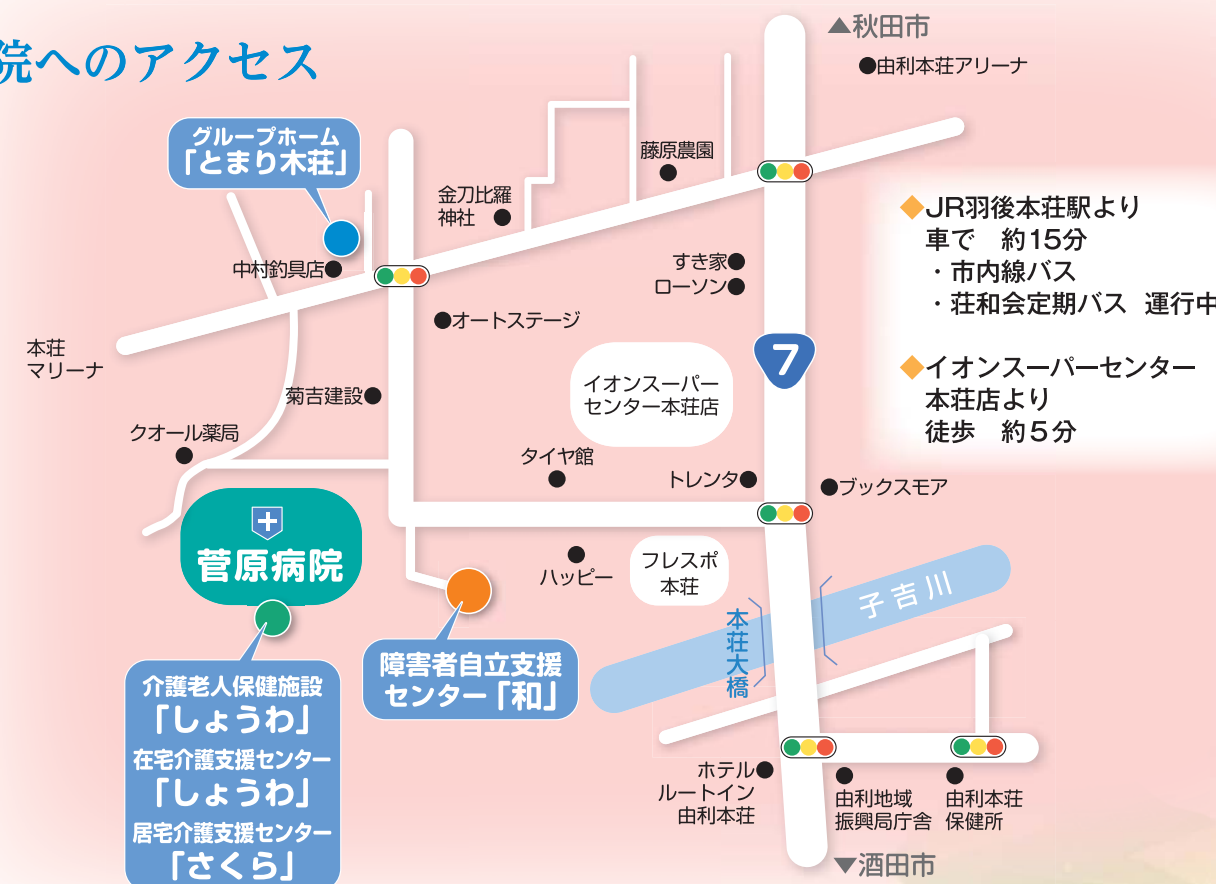 院へのアクセス
▲秋田市
●由利本荘アリーナ
グループホーム
「とまり木荘」
藤原農園
金刀比羅
神社
中村釣具店
すき家
ローソン
オートステージ
本荘
マリーナ
7
イオンスーパー
センター本荘店
菊吉建設
クオール薬局
タイヤ館
トレンタ
ブックスモア
菅原病院
ハッピー
フレスポ
本荘
子吉川
本荘大橋
障害者自立支援
センター「和」
介護老人保健施設
「しょうわ」
在宅介護支援センター
「しょうわ」
居宅介護支援センター
「さくら」
ホテル
ルートイン
由利本荘
由利地域
振興局庁舎
由利本荘
保健所
▼酒田市
◆JR羽後本荘駅より
車で 約15分
・市内線バス
・荘和会定期バス 運行中
◆イオンスーパーセンター
本荘店より
徒歩 約5分